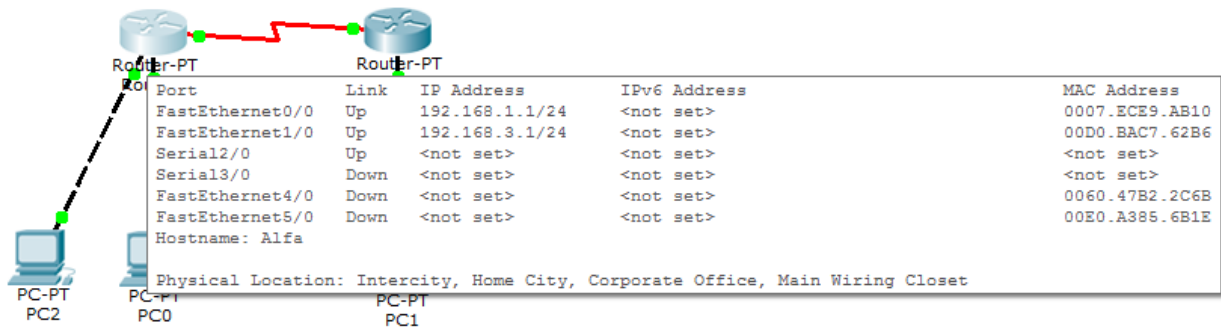 Router-PT
Router-PT
Port Link IP Address IPv6 Address MAC Address
FastEthernet0/0 Up 192.168.1.1/24 <not set> 0007.ECE9.AB10
FastEthernet1/0 Up 192.168.3.1/24 <not set> 00D0.BAC7.62B6
Serial2/0 Up <not set> <not set> <not set>
Serial3/0 Down <not set> <not set> <not set>
FastEthernet4/0 Down <not set> <not set> 0060.47B2.2C6B
FastEthernet5/0 Down <not set> <not set> 00E0.A385.6B1E
Hostname: Alfa
Physical Location: Intercity, Home City, Corporate Office, Main Wiring Closet
PC-PT
PC2
PC-PT
PC0
PC-PT
PC1